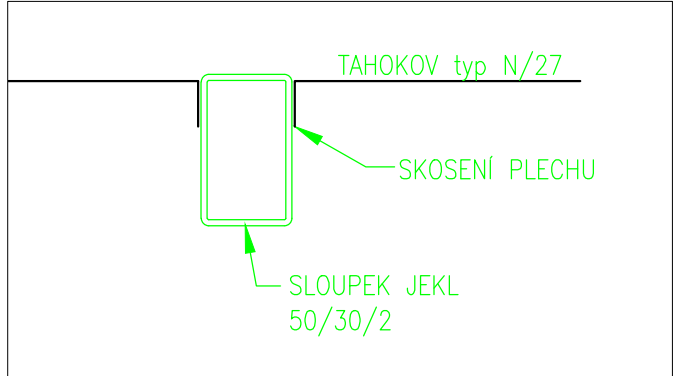 TAHOKOV typ N/27
SKOSENÍ PLECHU
SLOUPEK JEKL
50/30/2